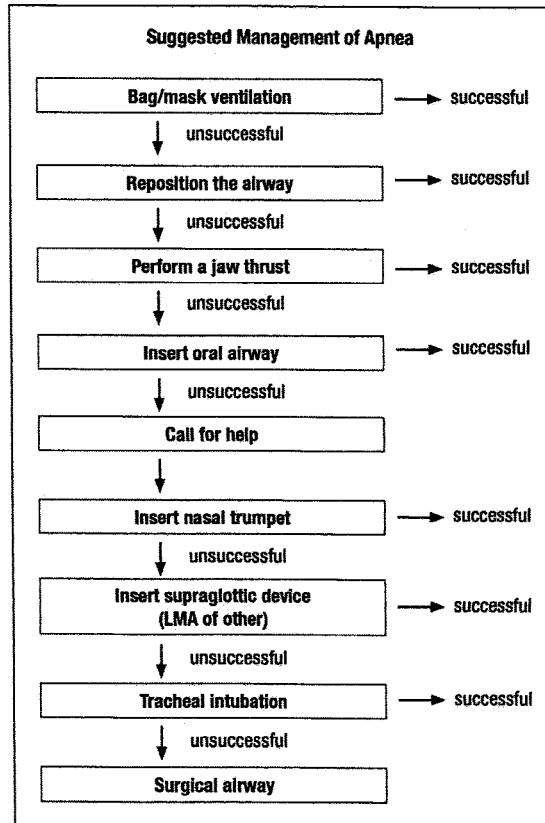 Suggested Management of Apnea
Bag/mask ventilation
successful
unsuccessful
Reposition the airway
successful
unsuccessful
Perform a jaw thrust
successful
unsuccessful
Insert oral airway
successful
unsuccessful
Call for help
Insert nasal trumpet
successful
unsuccessful
Insert supraglottic device
(LMA of other)
successful
unsuccessful
Tracheal intubation
successful
unsuccessful
Surgical airway